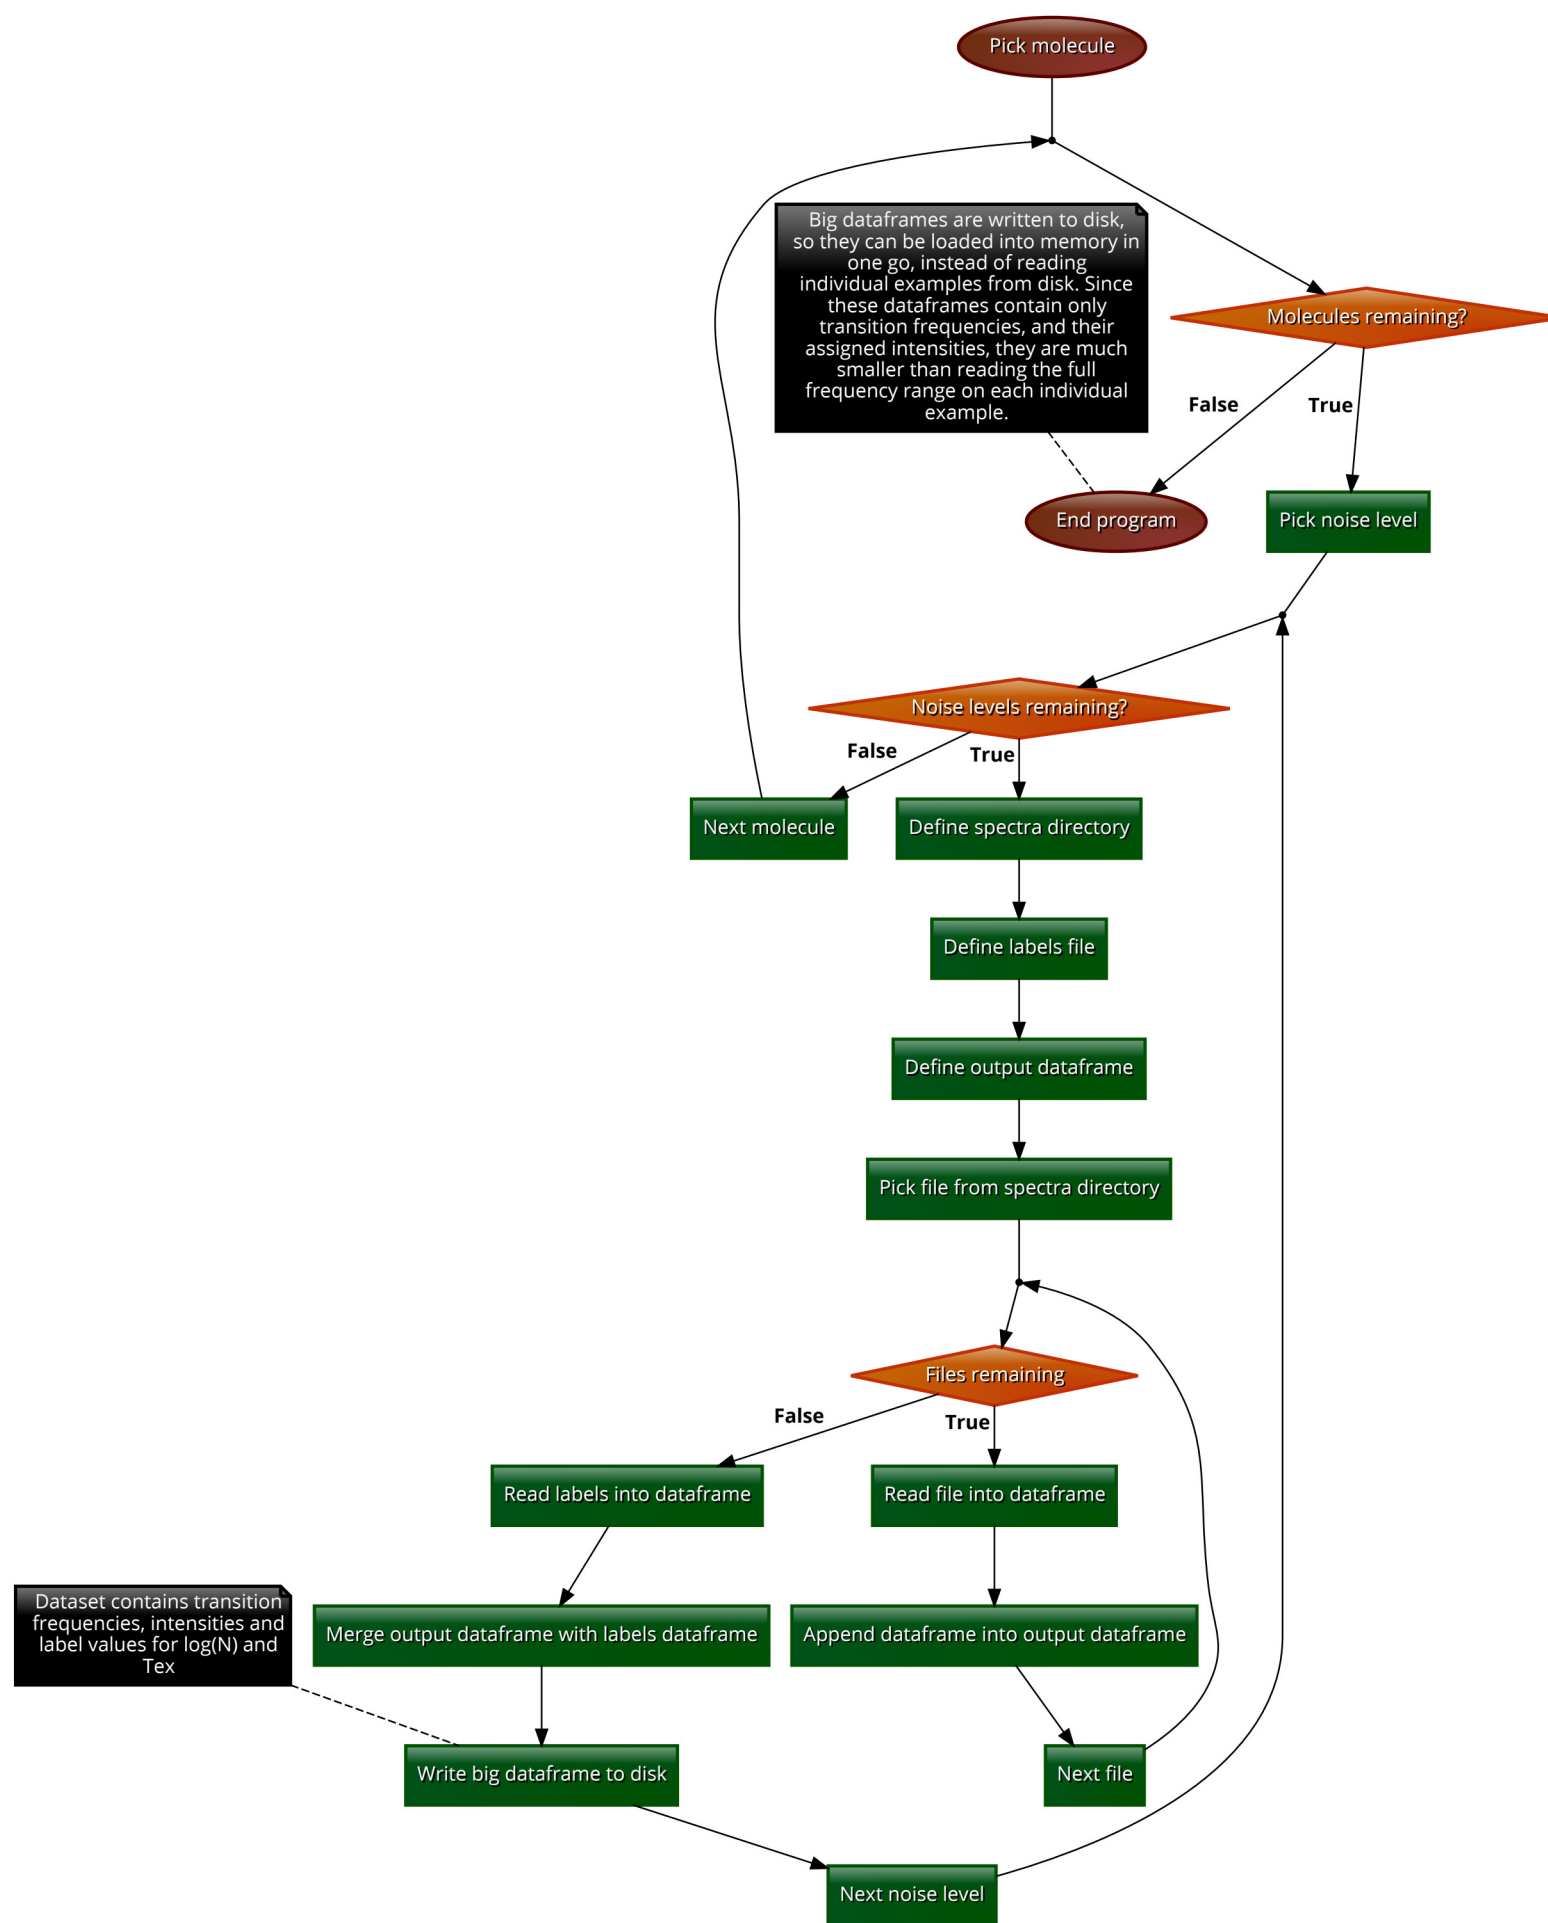 Pick molecule
Big dataframes are written to disk,
so they can be loaded into memory in
one go, instead of reading
individual examples from disk. Since
these dataframes contain only
transition frequencies, and their
assigned intensities, they are much
smaller than reading the full
frequency range on each individual
example.
Molecules remaining?
False
True
End program
Pick noise level
Noise levels remaining?
False
True
Next molecule
Define spectra directory
Define labels file
Define output dataframe
Pick file from spectra directory
Files remaining
False
True
Read labels into dataframe
Read file into dataframe
Dataset contains transition
frequencies, intensities and
label values for log(N) and
Tex
Merge output dataframe with labels dataframe
Append dataframe into output dataframe
Write big dataframe to disk
Next file
Next noise level